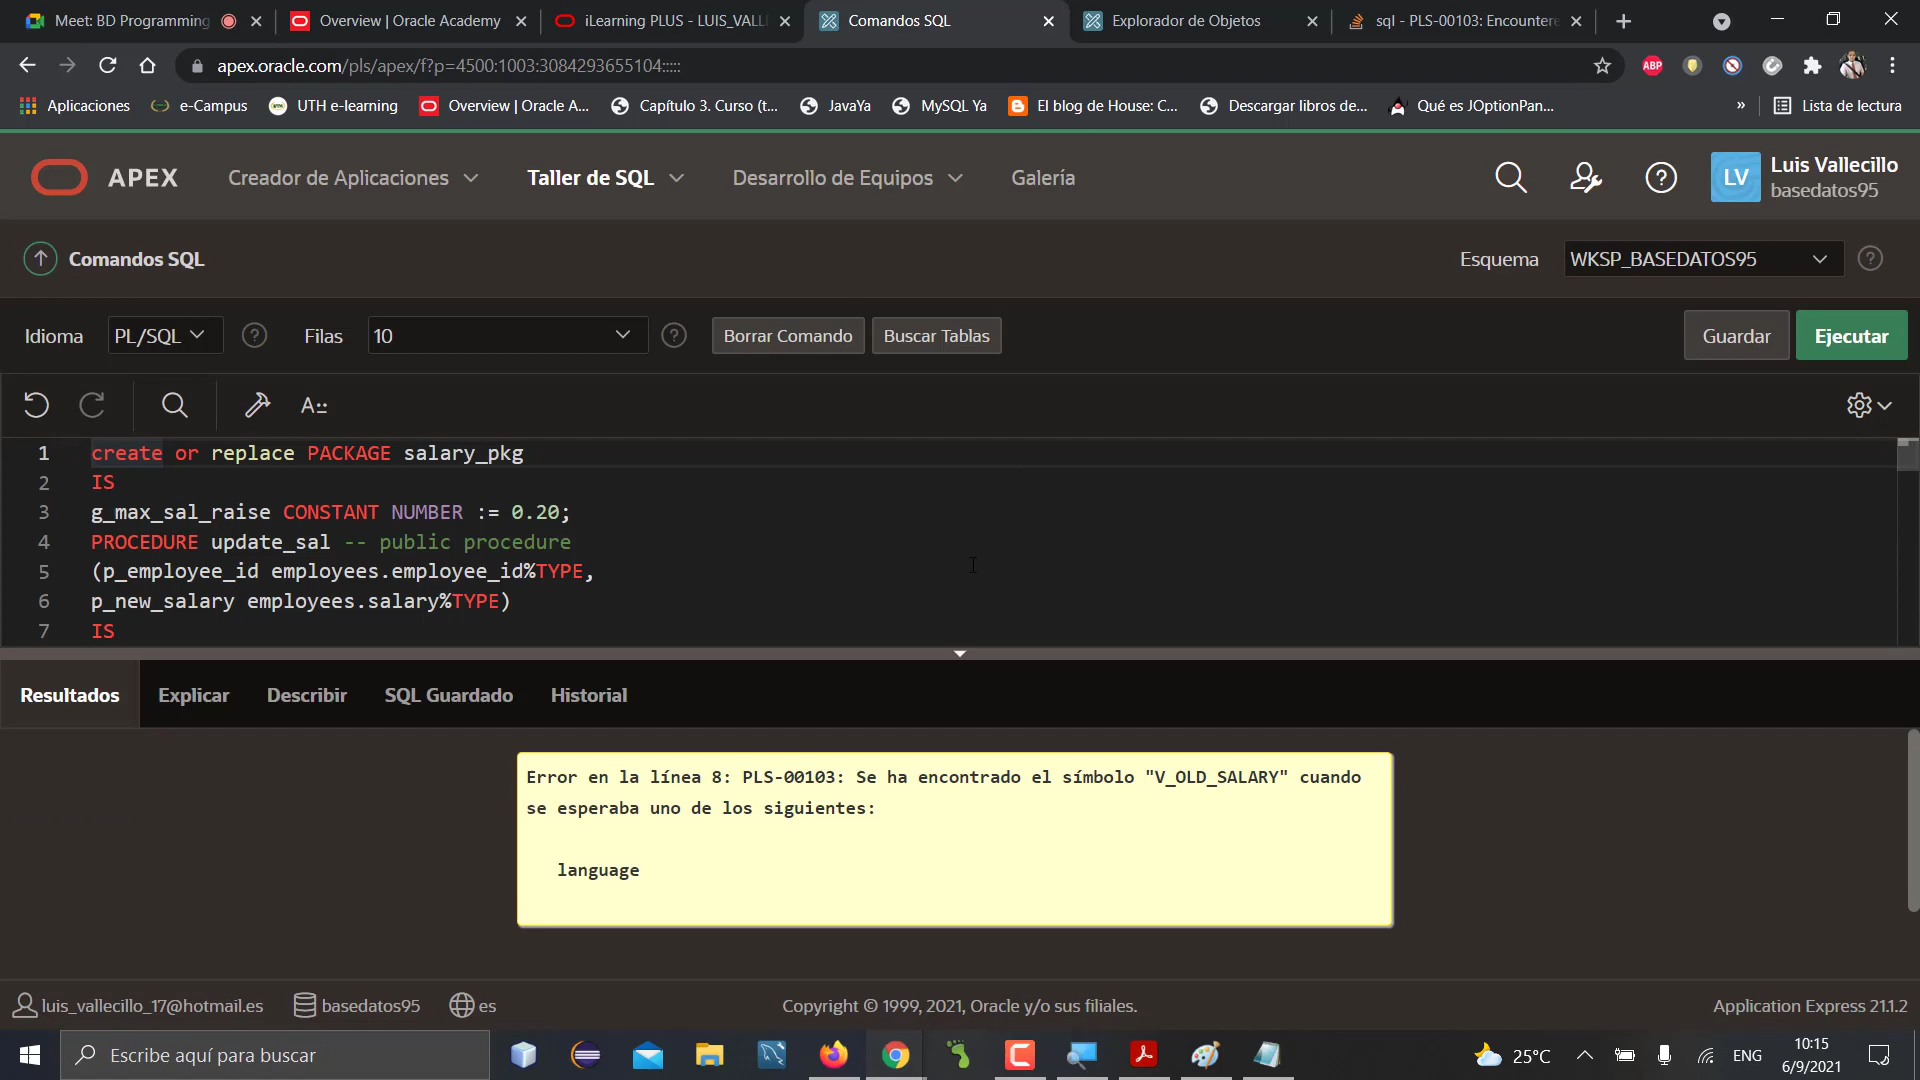 Meet: BD Programming
Overview | Oracle Academy
iLearning PLUS - LUIS_VALL
Comandos SQL
Explorador de Objetos
sql - PLS-00103: Encountere
apex.oracle.com/pls/apex/f?p=4500:1003:3084293655104:::::
ABP
Aplicaciones
e-Campus
UTH e-learning
Overview | Oracle A...
Capítulo 3. Curso (t...
JavaYa
MySQL Ya
El blog de House: C...
Descargar libros de...
Qué es JOptionPan...
»
Lista de lectura
APEX
Creador de Aplicaciones
Taller de SQL
Desarrollo de Equipos
Galería
LV
Luis Vallecillo
basedatos95
Comandos SQL
Esquema
WKSP_BASEDATOS95
Idioma
PL/SQL
Filas
10
Borrar Comando
Buscar Tablas
Guardar
Ejecutar
A::
1 create or replace PACKAGE salary_pkg
2 IS
3 g_max_sal_raise CONSTANT NUMBER := 0.20;
4 PROCEDURE update_sal -- public procedure
5 (p_employee_id employees.employee_id%TYPE,
6 p_new_salary employees.salary%TYPE)
7 IS
Resultados
Explicar
Describir
SQL Guardado
Historial
Error en la línea 8: PLS-00103: Se ha encontrado el símbolo "V_OLD_SALARY" cuando
se esperaba uno de los siguientes:
language
luis_vallecillo_17@hotmail.es
basedatos95
es
Copyright © 1999, 2021, Oracle y/o sus filiales.
Application Express 21.1.2
Escribe aquí para buscar
25°C
ENG
10:15
6/9/2021